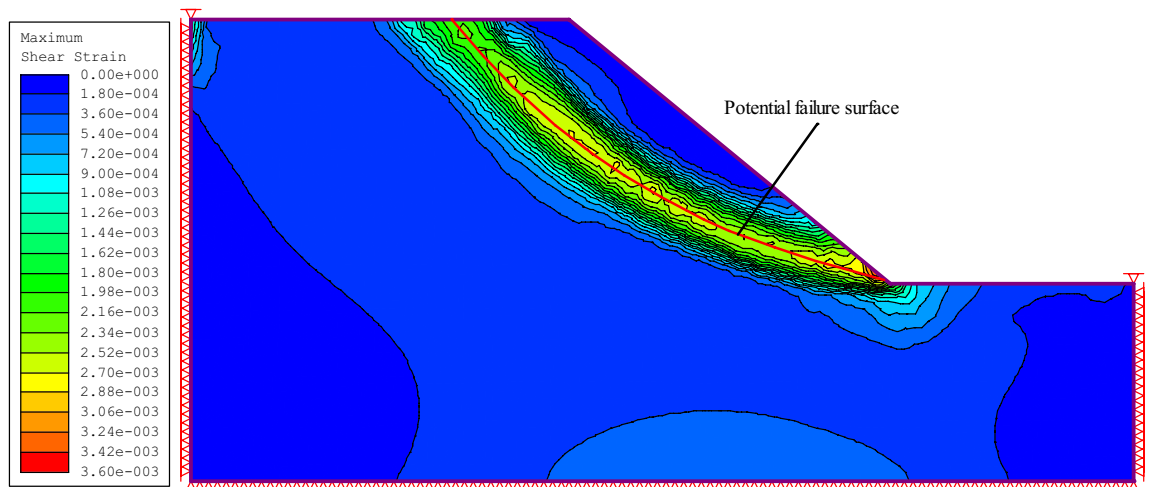 Maximum
Shear Strain
0.00e+000
1.80e-004
3.60e-004
5.40e-004
7.20e-004
9.00e-004
1.08e-003
1.26e-003
1.44e-003
1.62e-003
1.80e-003
1.98e-003
2.16e-003
2.34e-003
2.52e-003
2.70e-003
2.88e-003
3.06e-003
3.24e-003
3.42e-003
3.60e-003
Potential failure surface